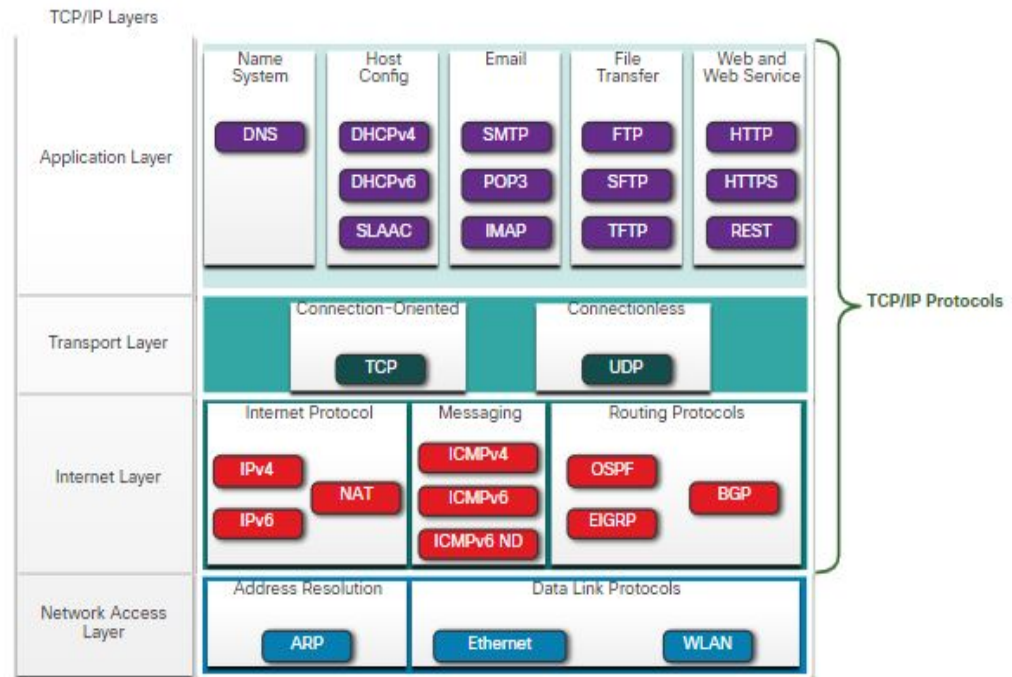 TCP/IP Layers
Application Layer
Name
System
DNS
Host
Config
DHCPv4
DHCPv6
SLAAC
Email
SMTP
POP3
IMAP
File
Transfer
FTP
SFTP
TFTP
Web and
Web Service
HTTP
HTTPS
REST
TCP/IP Protocols
Transport Layer
Connection-Oriented
TCP
Connectionless
UDP
Internet Layer
Internet Protocol
IPv4
IPv6
NAT
Messaging
ICMPv4
ICMPv6
ICMPv6 ND
Routing Protocols
OSPF
EIGRP
BGP
Network Access
Layer
Address Resolution
ARP
Data Link Protocols
Ethernet
WLAN